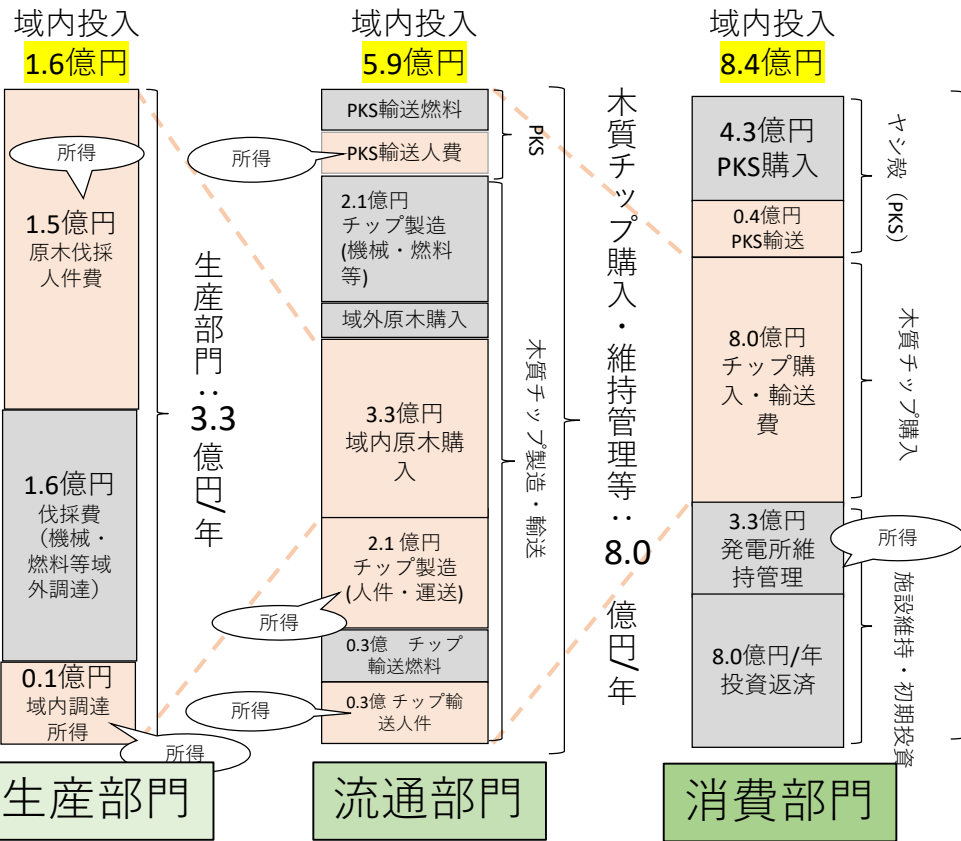 域内投入
1.6億円
所得
1.5億円
原木伐採
人件費
1.6億円
伐採費
（機械・
燃料等域
外調達）
0.1億円
域内調達
所得
所得
生産部門：3.3億円/年
生産部門
域内投入
5.9億円
PKS輸送燃料
所得
PKS輸送人費
PKS
2.1億円
チップ製造
(機械・燃料
等)
域外原木購入
3.3億円
域内原木購
入
2.1 億円
チップ製造
(人件・運送)
所得
0.3億　チップ
輸送燃料
所得
0.3億 チップ輸
送人件
木質チップ製造・輸送
木質チップ購入・維持管理等：8.0 億円/年
流通部門
域内投入
8.4億円
4.3億円
PKS購入
0.4億円
PKS輸送
ヤシ殻（PKS）
8.0億円
チップ購
入・輸送
費
木質チップ購入
3.3億円
発電所維
持管理
所得
8.0億円/年
投資返済
施設維持・初期投資
消費部門